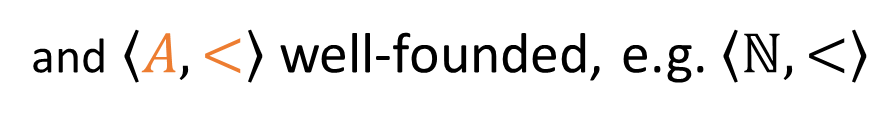 and ⟨𝐴, <⟩ well-founded, e.g. ⟨ℕ, <⟩